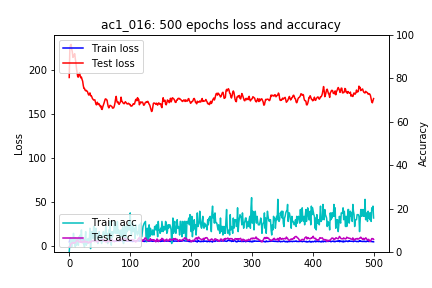 ac1_016: 500 epochs loss and accuracy
Train loss
Test loss
Train acc
Test acc
Loss
200
150
100
50
0
Accuracy
100
80
60
40
20
0
0 100 200 300 400 500